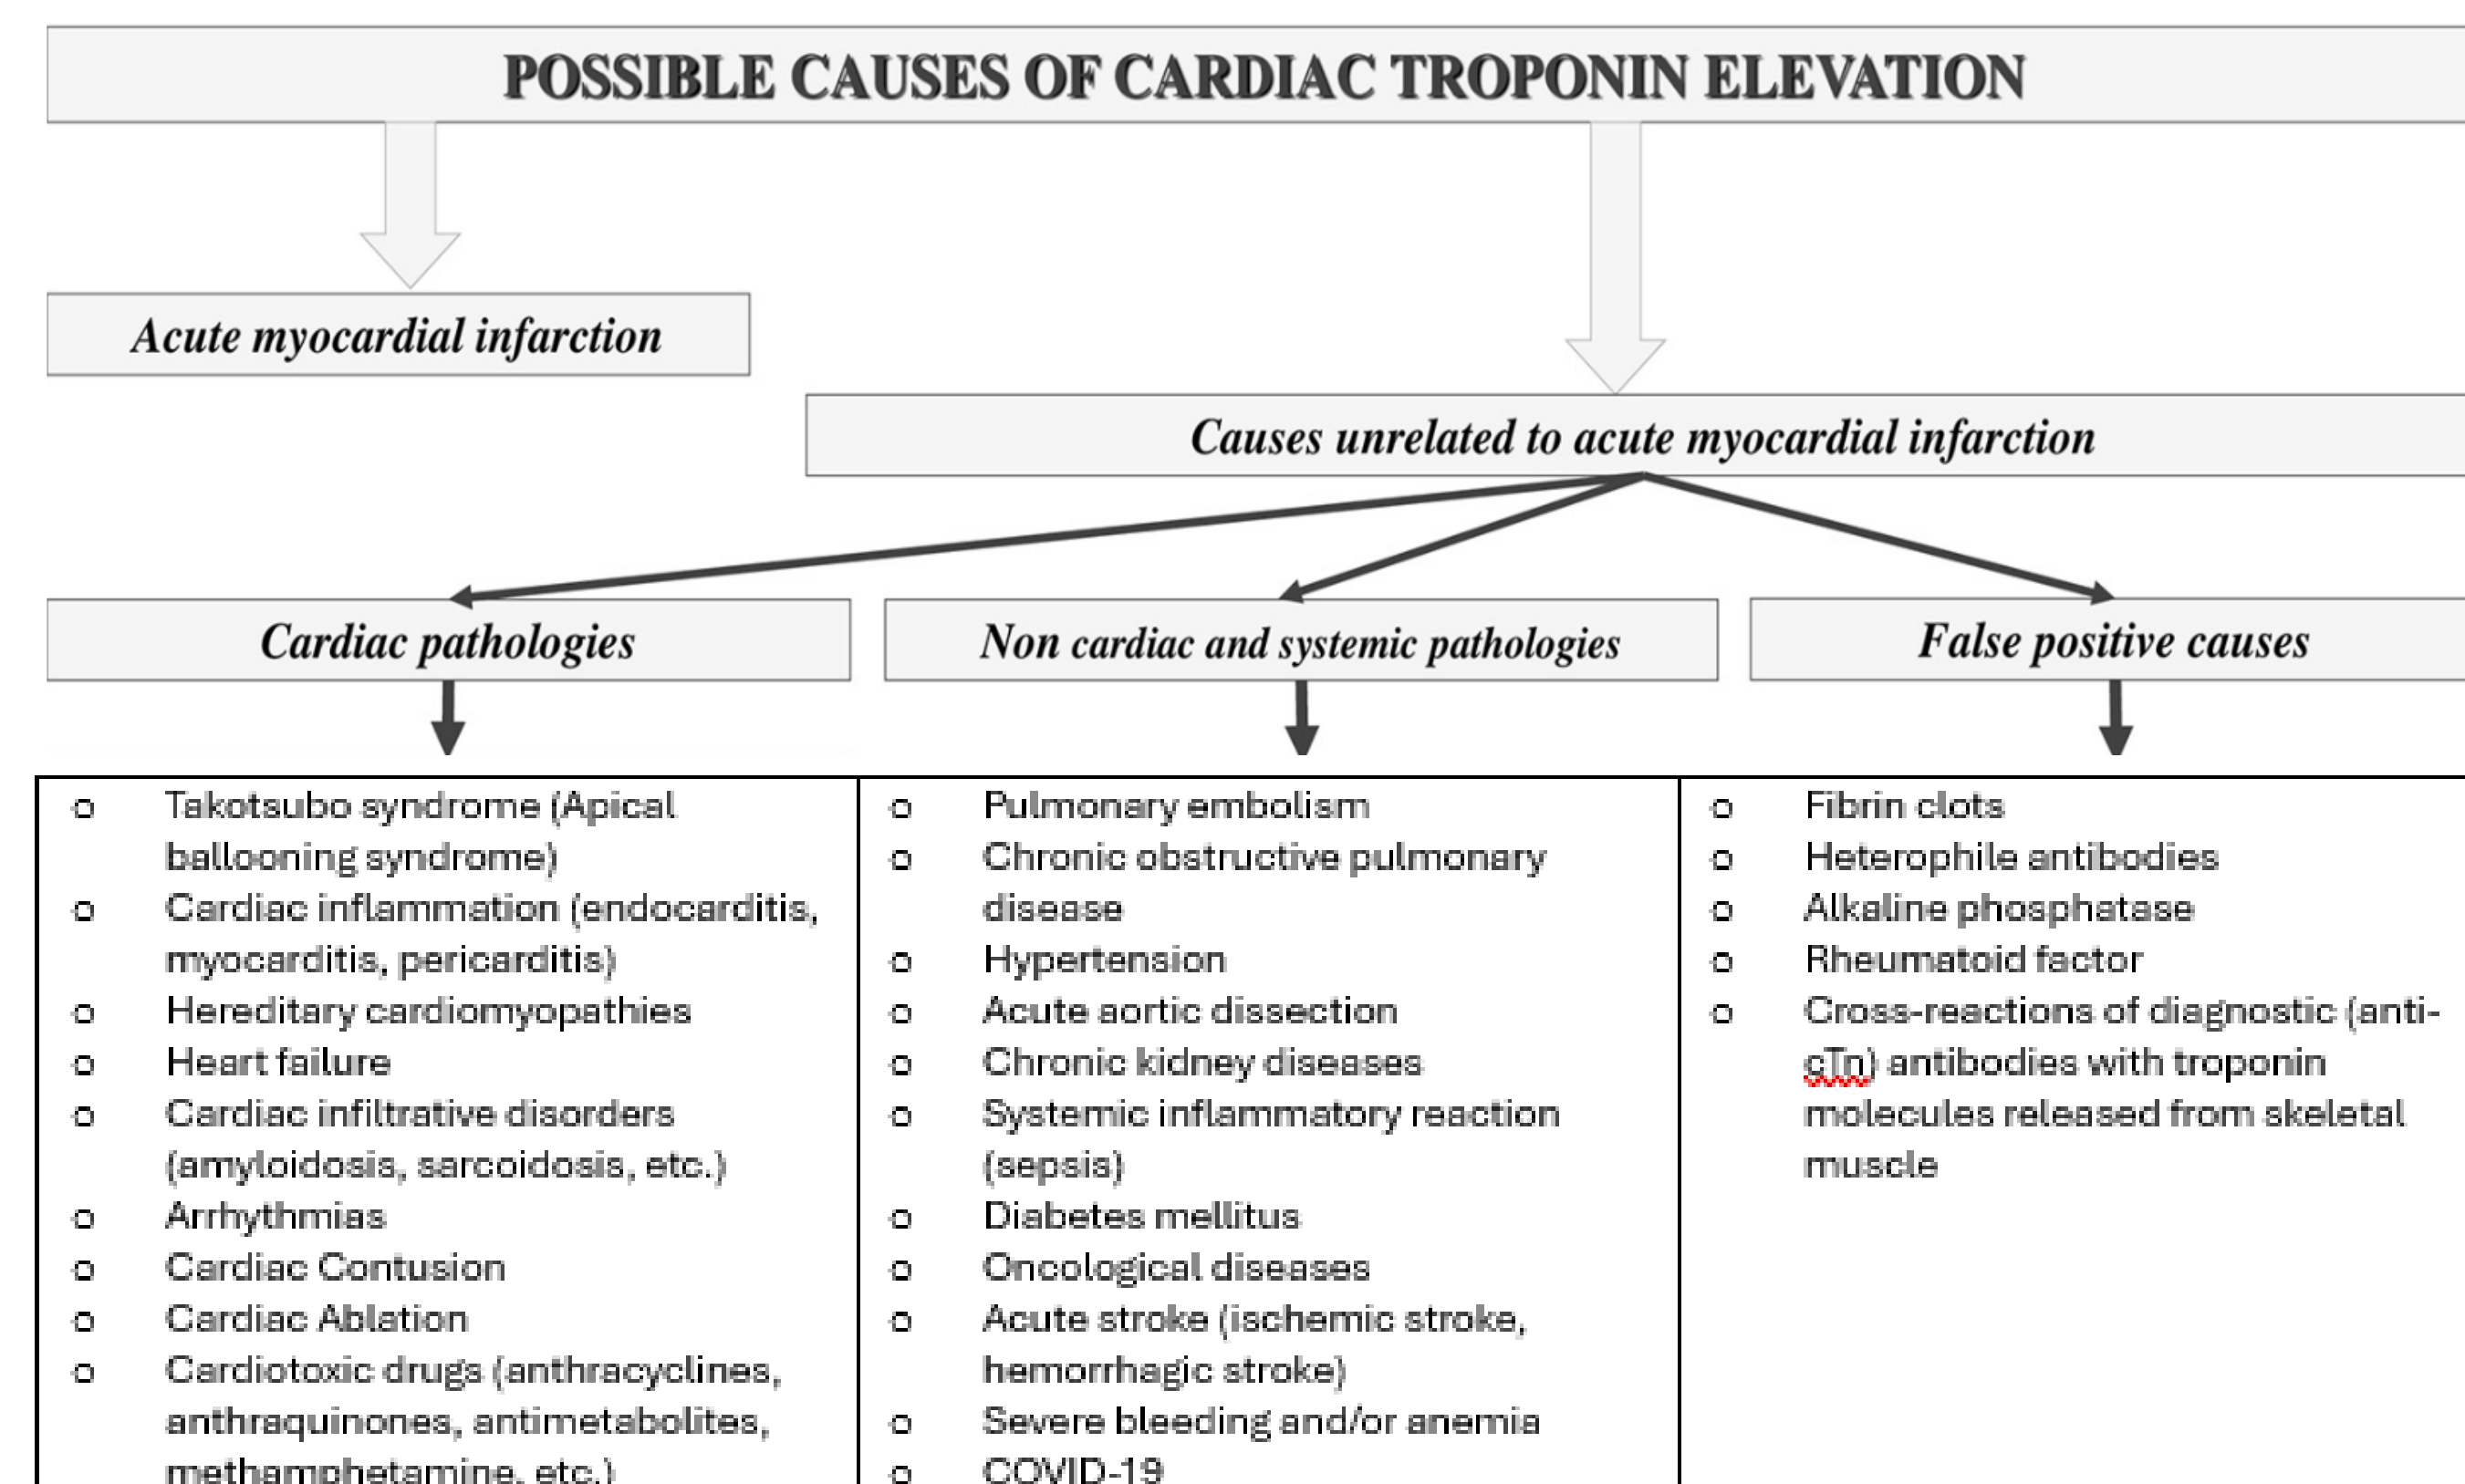 POSSIBLE CAUSES OF CARDIAC TROPONIN ELEVATION
Acute myocardial infarction
Causes unrelated to acute myocardial infarction
Cardiac pathologies
Non cardiac and systemic pathologies
False positive causes
o Takotsubo syndrome (Apical
ballooning syndrome)
o Cardiac inflammation (endocarditis,
myocarditis, pericarditis)
o Hereditary cardiomyopathies
o Heart failure
o Cardiac infiltrative disorders
(amyloidosis, sarcoidosis, etc.)
o Arrhythmias
o Cardiac Contusion
o Cardiac Ablation
o Cardiotoxic drugs (anthracyclines,
anthraquinones, antimetabolites,
methamphetamine, etc.)
o Pulmonary embolism
o Chronic obstructive pulmonary
disease
o Hypertension
o Acute aortic dissection
o Chronic kidney diseases
o Systemic inflammatory reaction
(sepsis)
o Diabetes mellitus
o Oncological diseases
o Acute stroke (ischemic stroke,
hemorrhagic stroke)
o Severe bleeding and/or anemia
o COVID-19
o Fibrin clots
o Heterophile antibodies
o Alkaline phosphatase
o Rheumatoid factor
o Cross-reactions of diagnostic (anti-
cTn) antibodies with troponin
molecules released from skeletal
muscle